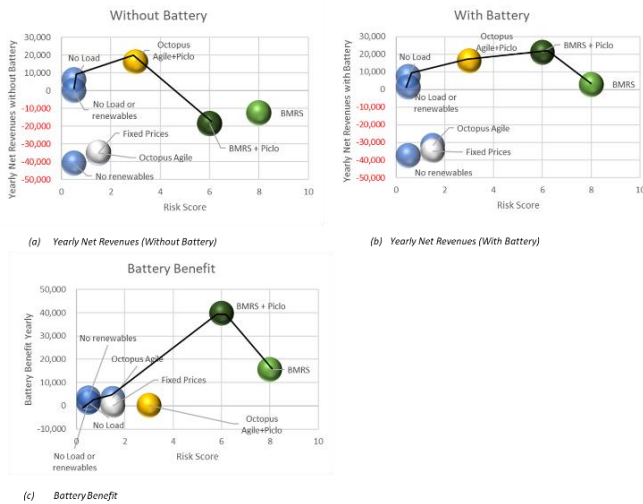 Without Battery
Yearly Net Revenues without Battery
30,000
20,000
10,000
0
-10,000
-20,000
-30,000
-40,000
-50,000
No Load
Octopus
Agile+Piclo
No Load or
renewables
Fixed Prices
Octopus Agile
No renewables
BMRS + Piclo
BMRS
0 2 4 6 8 10
Risk Score
(a) Yearly Net Revenues (Without Battery)
With Battery
Yearly Net Revenues with Battery
30,000
20,000
10,000
0
-10,000
-20,000
-30,000
-40,000
-50,000
No Load
Octopus
Agile+Piclo
BMRS + Piclo
BMRS
No Load or
renewables
Octopus Agile
Fixed Prices
No renewables
0 2 4 6 8 10
Risk Score
(b) Yearly Net Revenues (With Battery)
Battery Benefit
Battery Benefit Yearly
50,000
40,000
30,000
20,000
10,000
0
-10,000
No renewables
Octopus Agile
Fixed Prices
BMRS + Piclo
BMRS
No Load
No Load or
renewables
Octopus
Agile+Piclo
0 2 4 6 8 10
Risk Score
(c) Battery Benefit